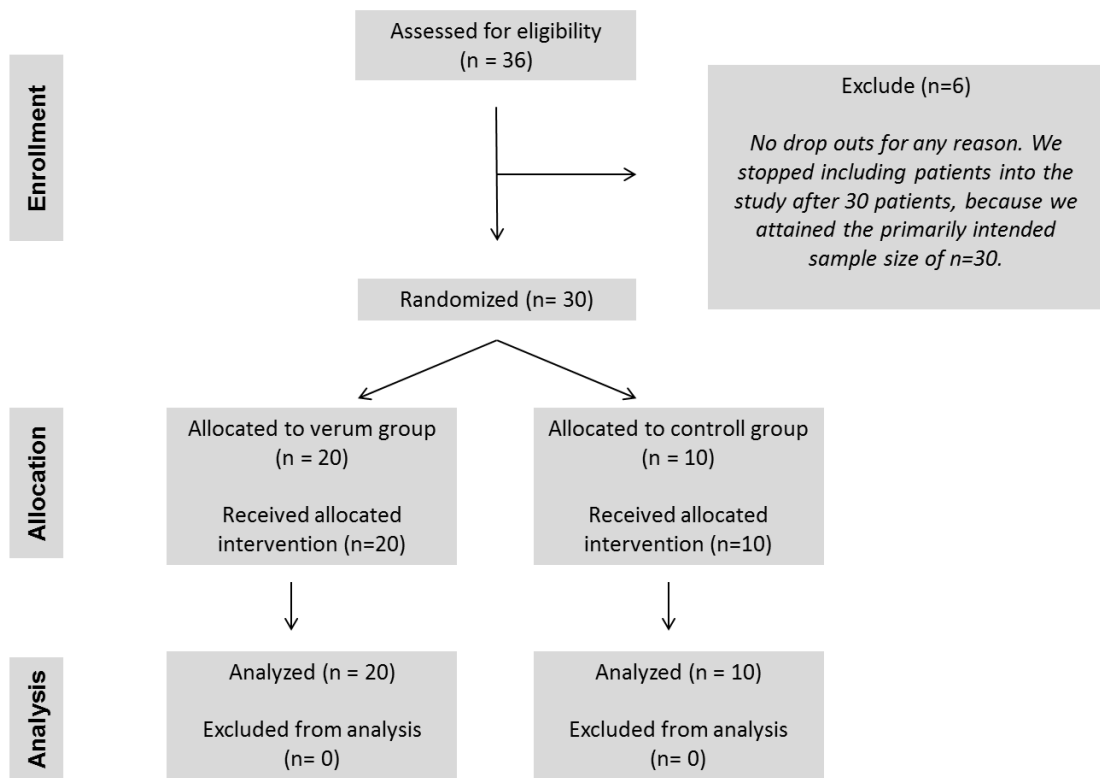 Assessed for eligibility
(n = 36)
Enrollment
Exclude (n=6)
No drop outs for any reason. We
stopped including patients into the
study after 30 patients, because we
attained the primarily intended
sample size of n=30.
Randomized (n= 30)
Allocation
Allocated to verum group
(n = 20)
Received allocated
intervention (n=20)
Allocated to controll group
(n = 10)
Received allocated
intervention (n=10)
Analysis
Analyzed (n = 20)
Excluded from analysis
(n= 0)
Analyzed (n = 10)
Excluded from analysis
(n= 0)